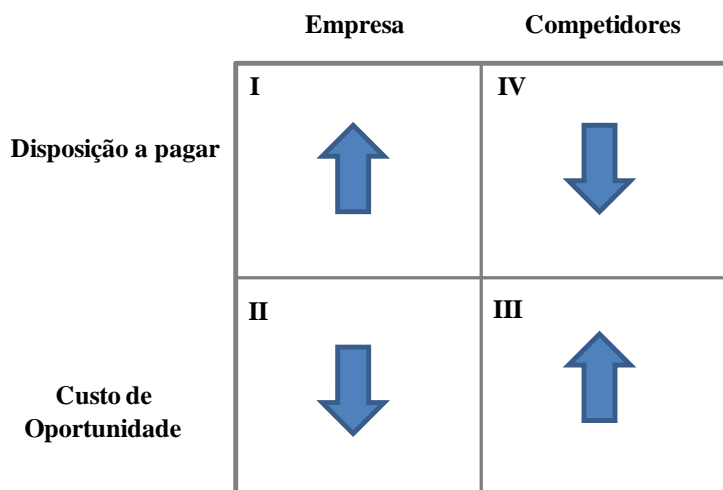 Empresa
Competidores
I
IV
Disposição a pagar
II
III
Custo de
Oportunidade